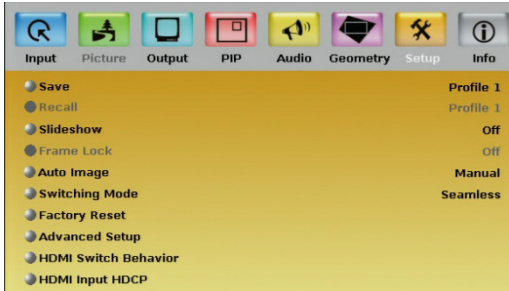 Input Picture Output PIP Audio Geometry Setup Info
Save Profile 1
Recall Profile 1
Slideshow Off
Frame Lock Off
Auto Image Manual
Switching Mode Seamless
Factory Reset
Advanced Setup
HDMI Switch Behavior
HDMI Input HDCP